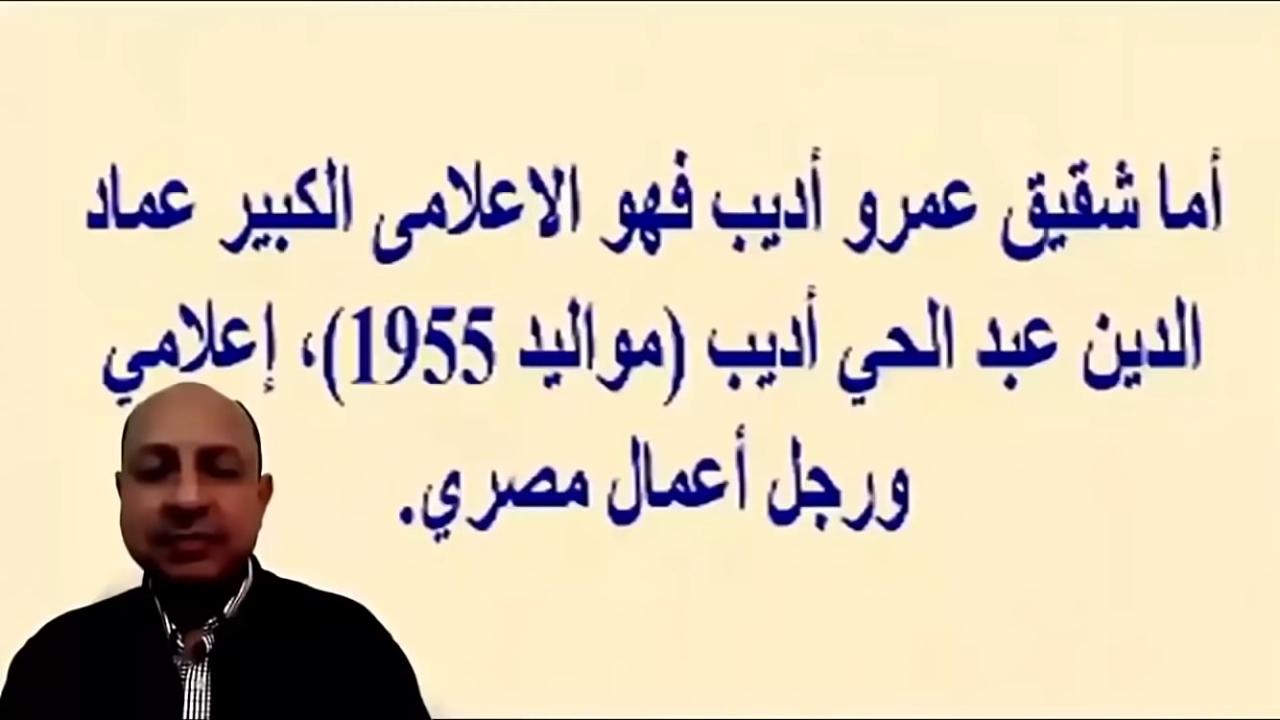 أما شقيق عمرو أديب فهو الاعلامى الكبير عماد
الدين عبد الحي أديب (مواليد 1955)، إعلامي
ورجل أعمال مصري.